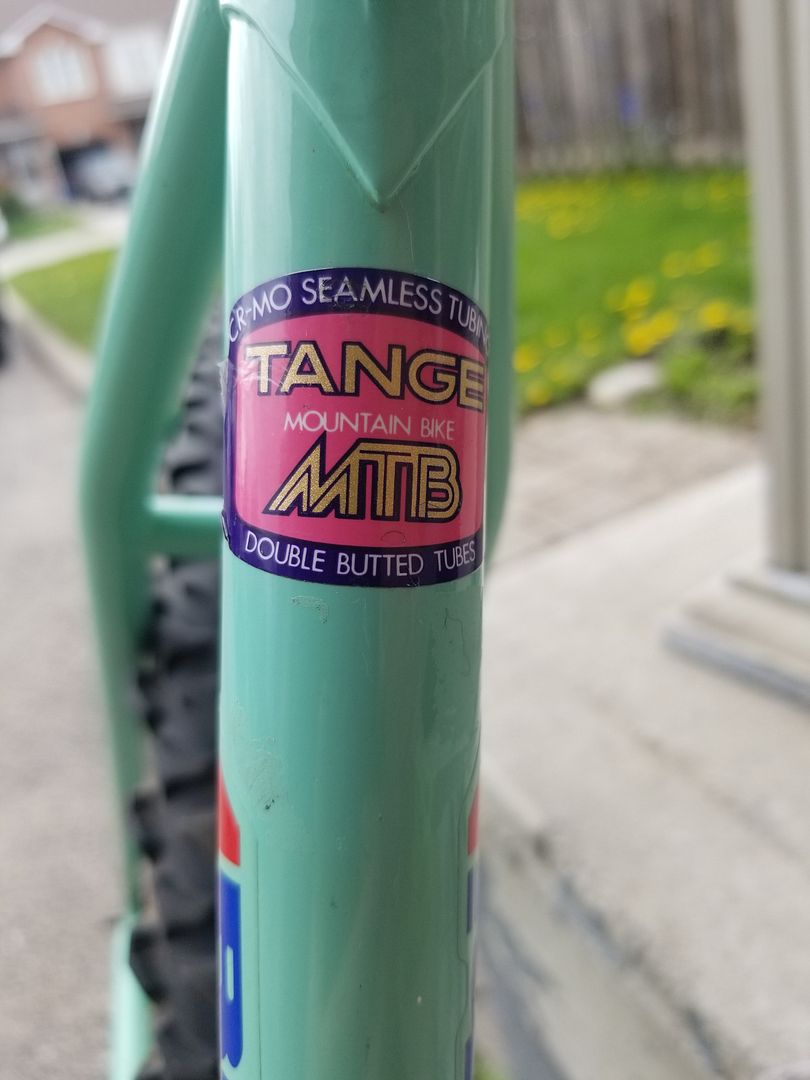 CR-MO SEAMLESS TUBING
TANGE
MOUNTAIN BIKE
MTB
DOUBLE BUTTED TUBES